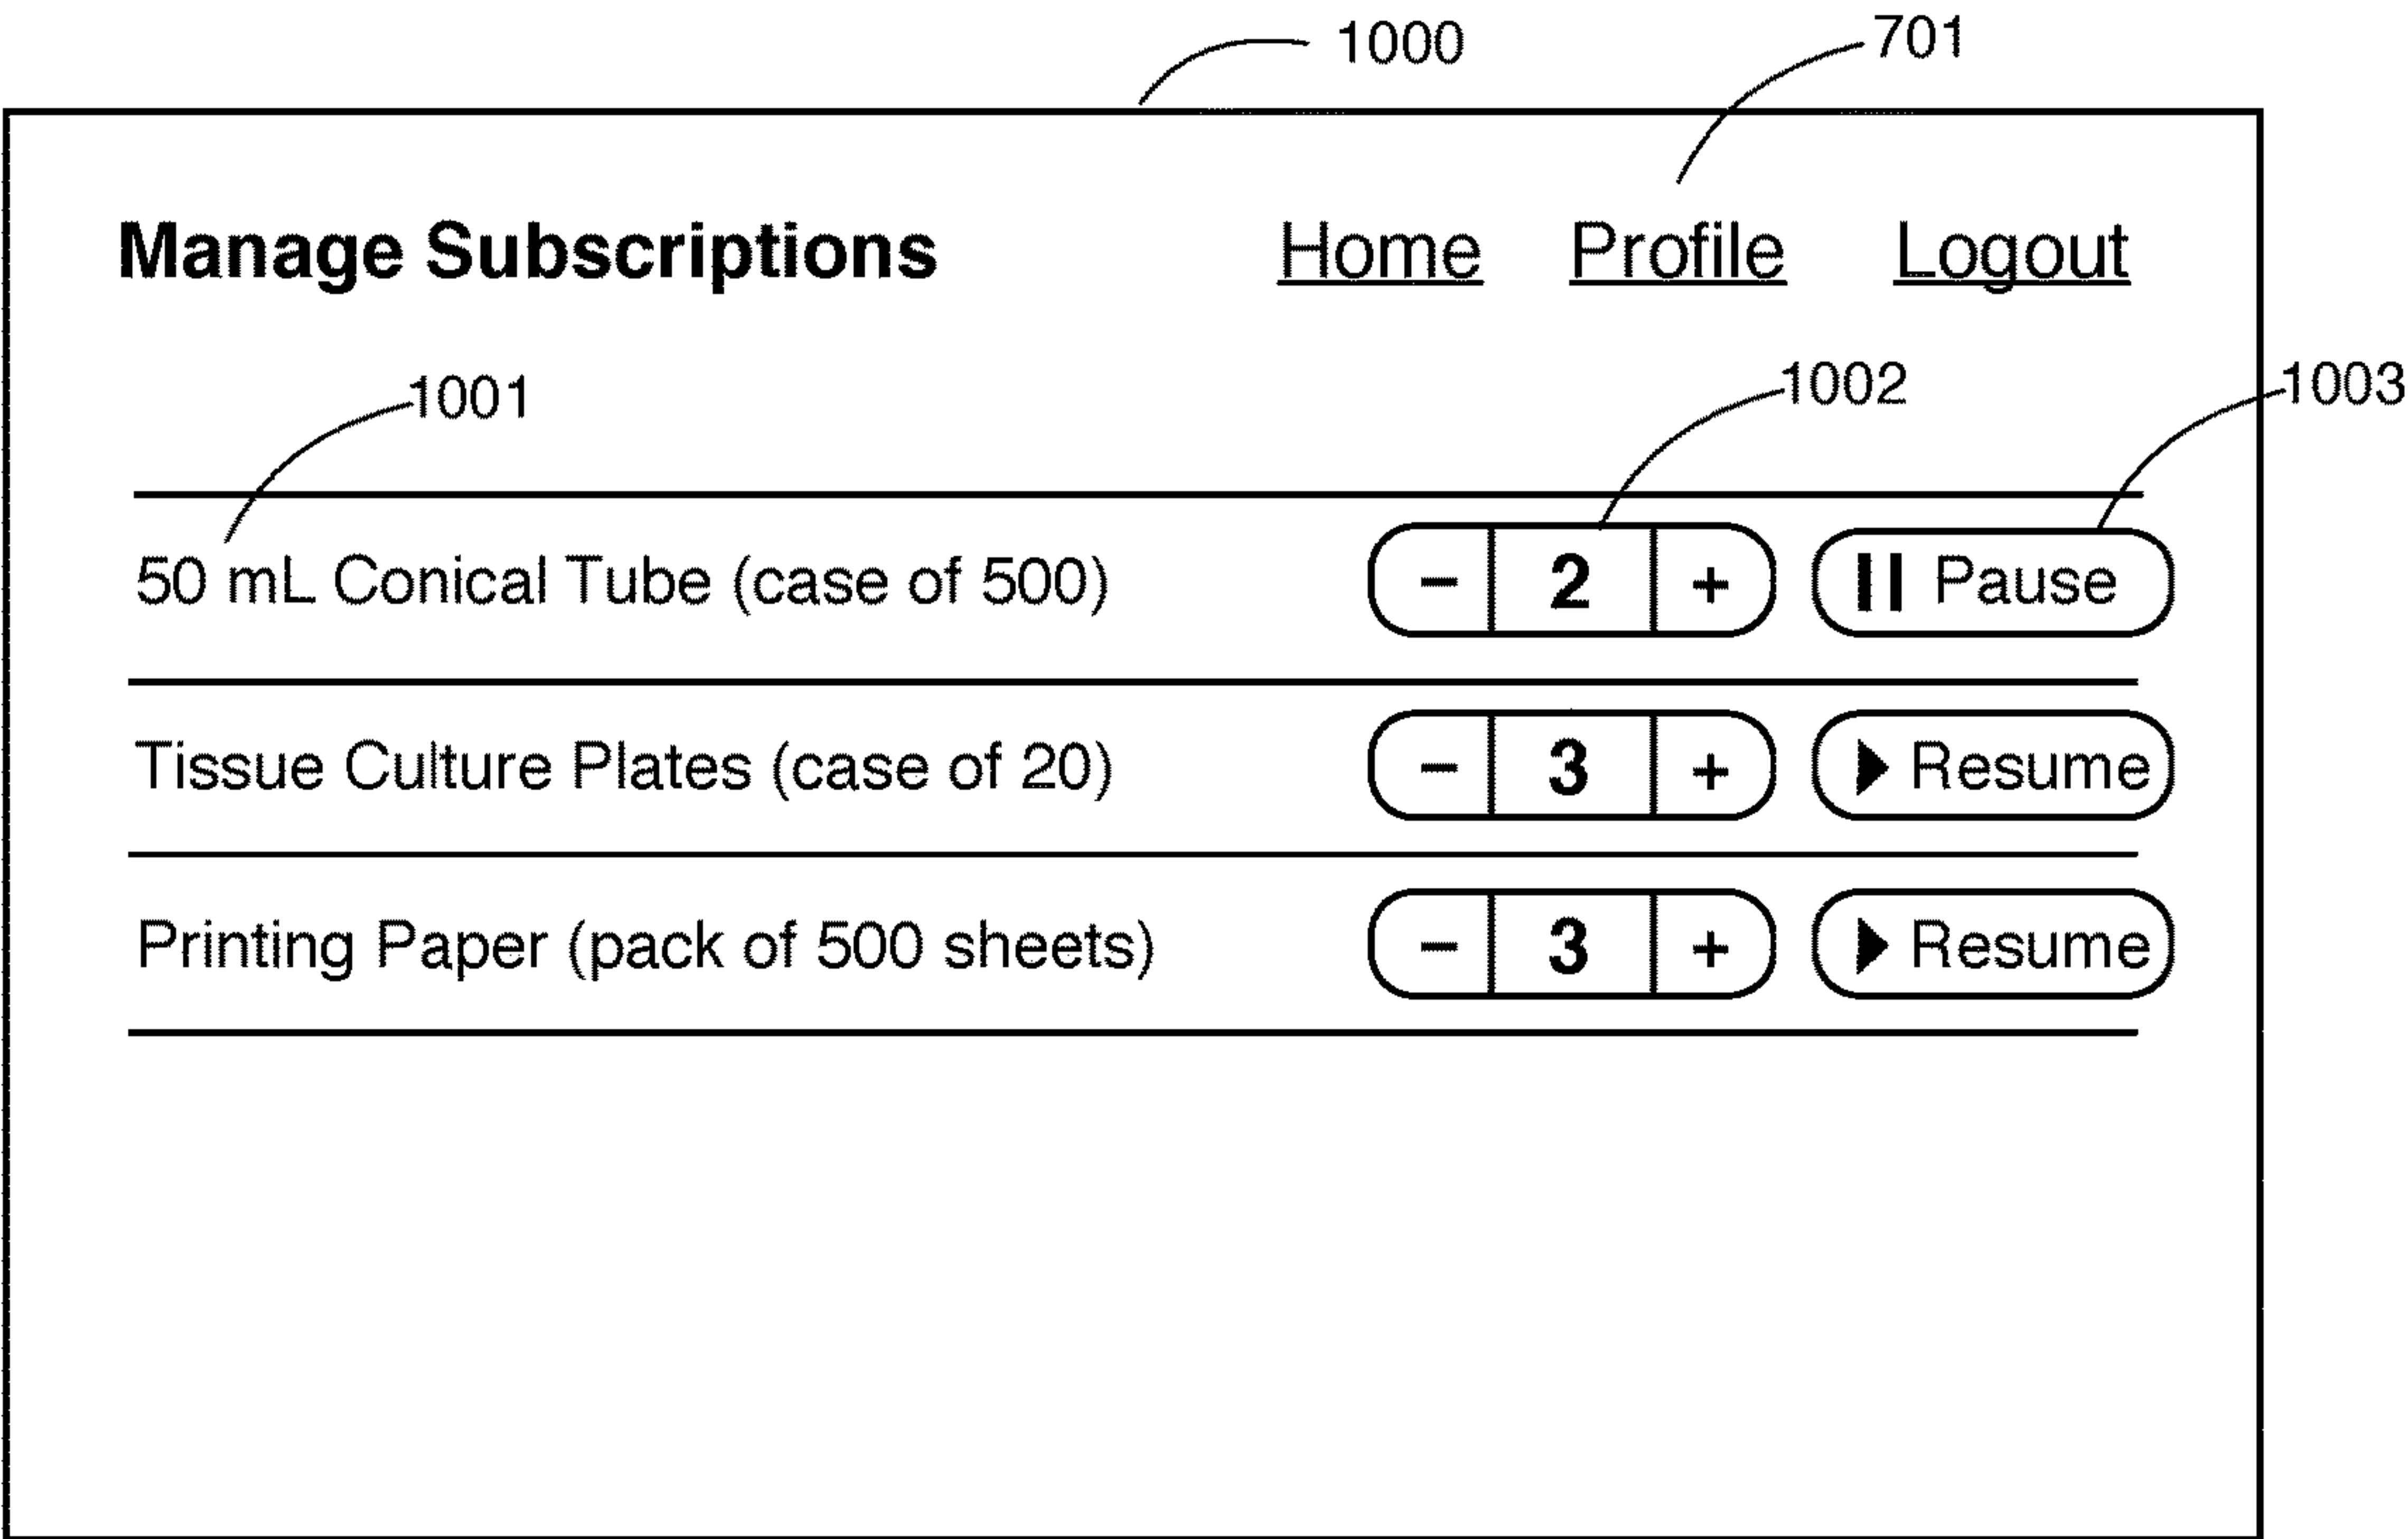 1000 701
Manage Subscriptions Home Profile Logout
1001 1002 1003
50 mL Conical Tube (case of 500) - 2 + Pause
Tissue Culture Plates (case of 20) - 3 + Resume
Printing Paper (pack of 500 sheets) - 3 + Resume